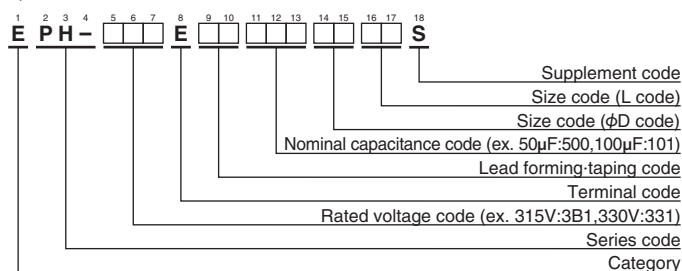 1 2 3 4 5 6 7 8 9 10 11 12 13 14 15 16 17 18
E PH– E S
Supplement code
Size code (L code)
Size code (ϕD code)
Nominal capacitance code (ex. 50μF:500,100μF:101)
Lead forming·taping code
Terminal code
Rated voltage code (ex. 315V:3B1,330V:331)
Series code
Category